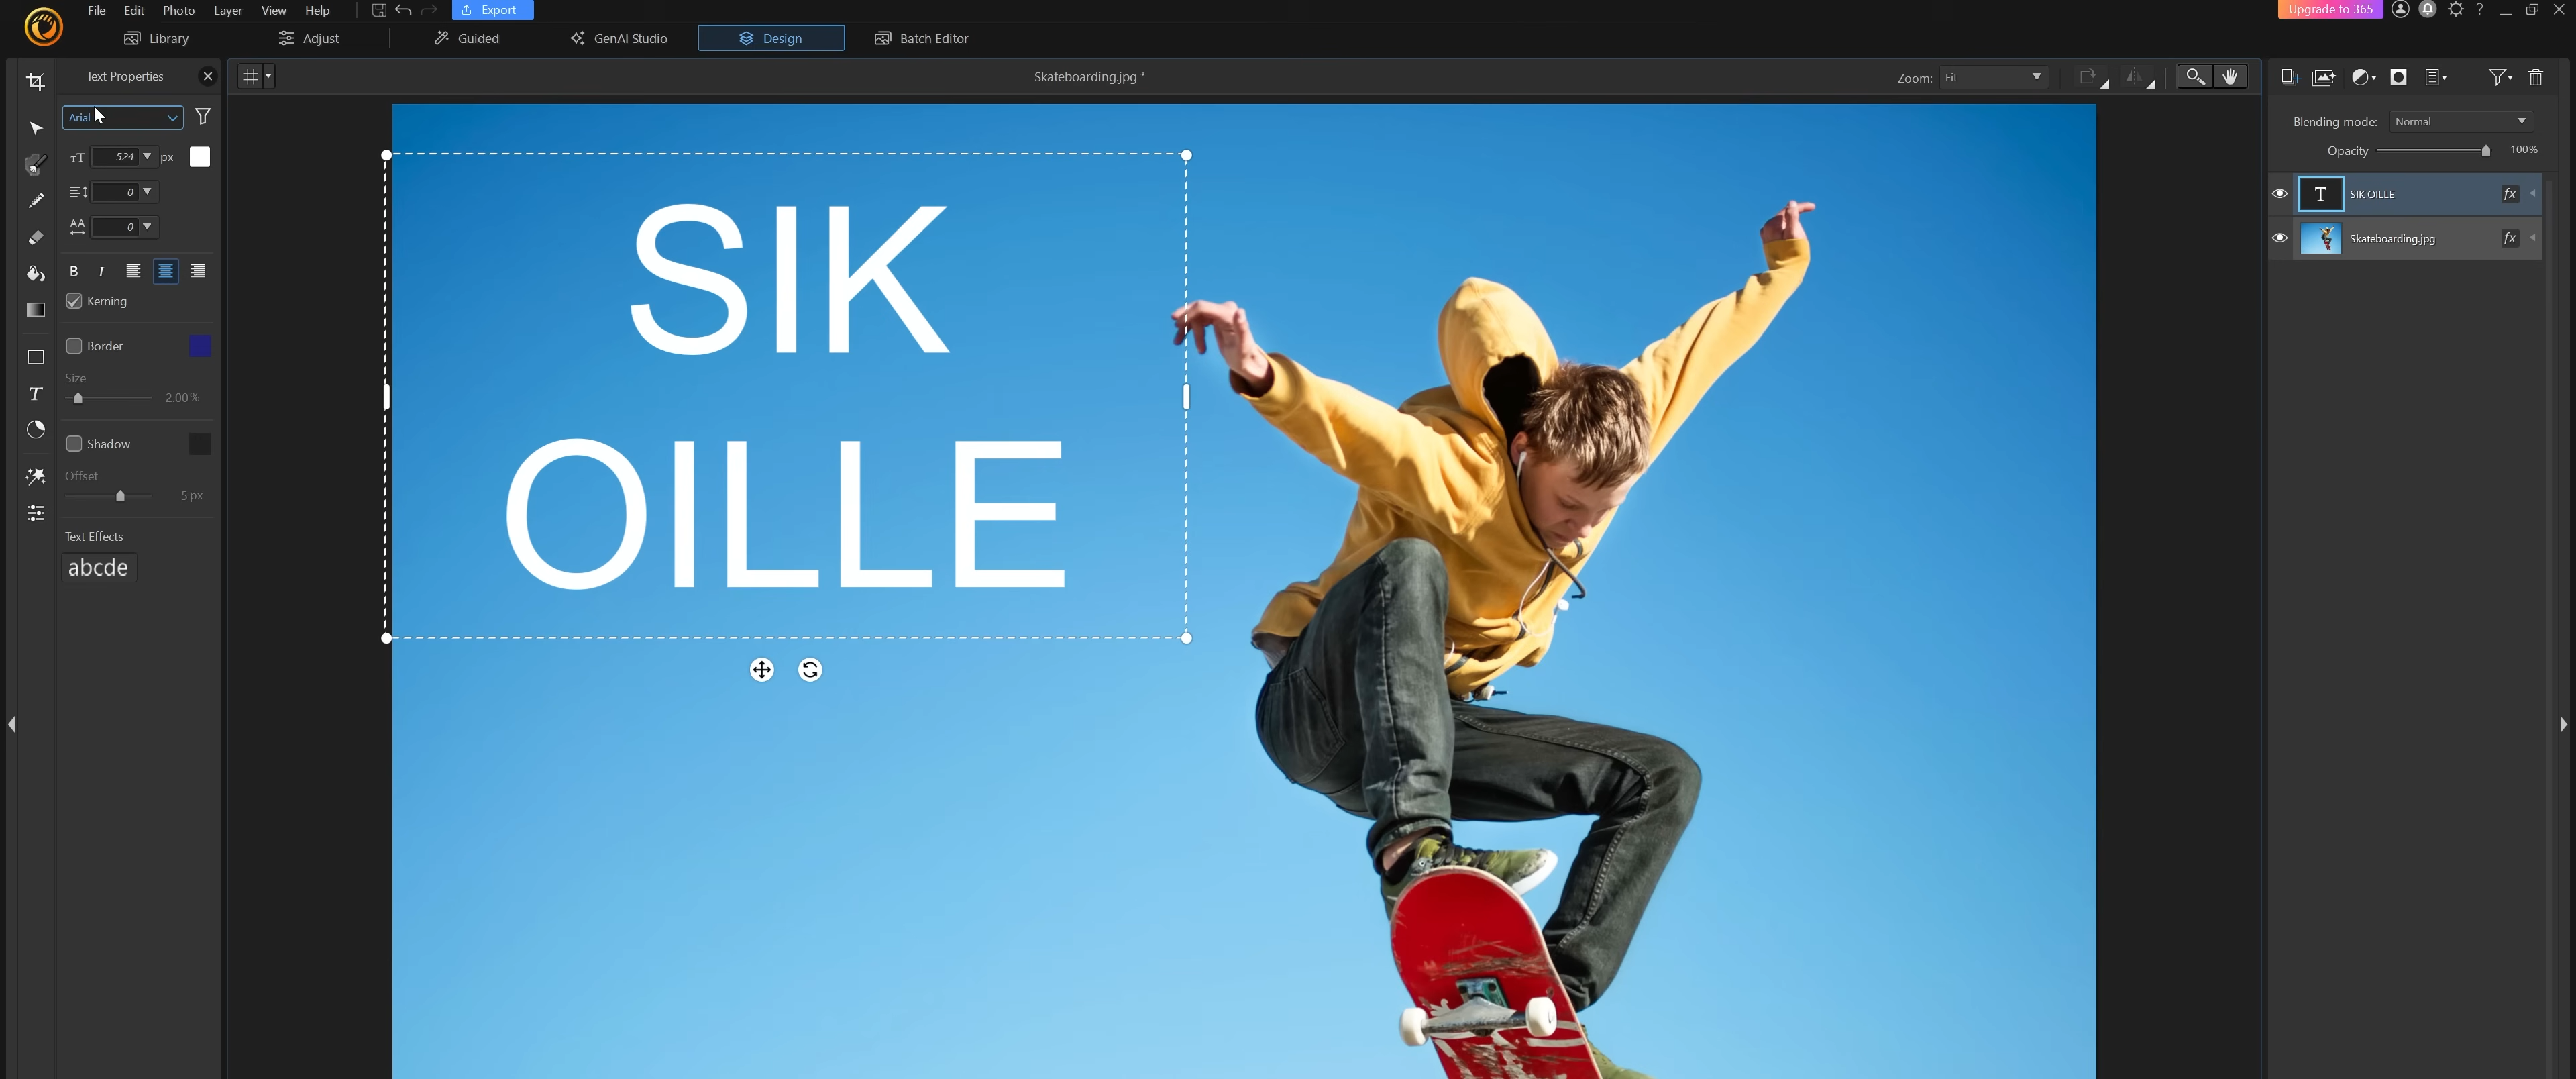 File Edit Photo Layer View Help Export Upgrade to 365 ?
Library Adjust Guided GenAI Studio Design Batch Editor
Text Properties Skateboarding.jpg * Zoom: Fit
Arial
Blending mode: Normal
524 px
Opacity 100%
0
SIK OILLE fx
AA 0
Skateboarding.jpg fx
B I
Kerning
Border
Size
2.00%
T
Shadow
Offset
5 px
Text Effects
abcde
SIK
OILLE